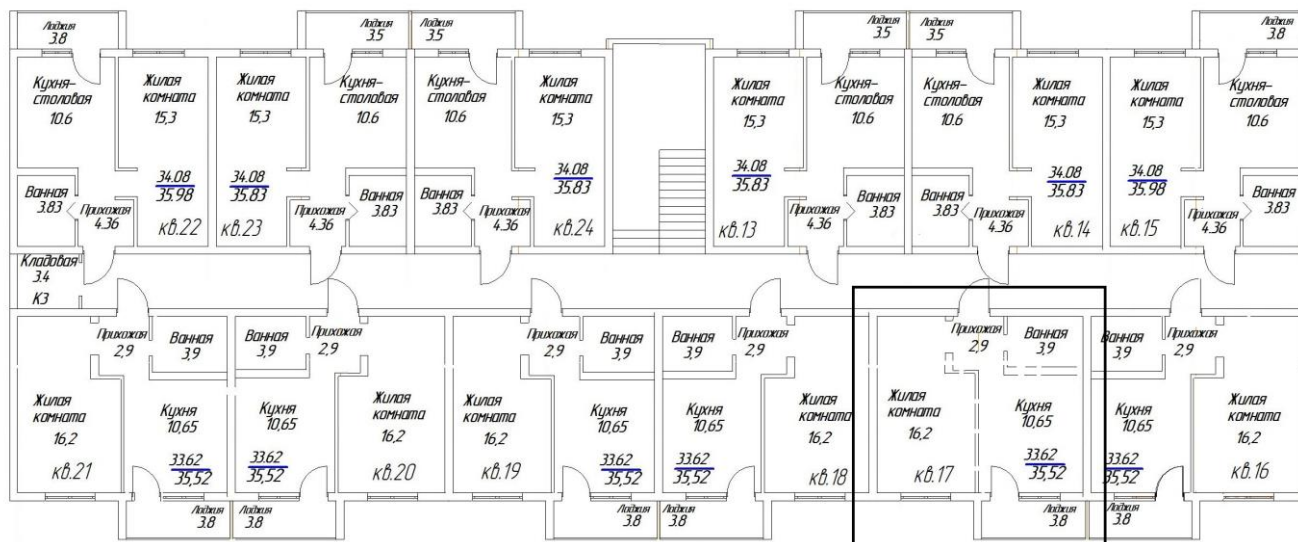 Лоджия
3.8
Лоджия
3.5
Лоджия
3.5
Лоджия
3.5
Лоджия
3.5
Лоджия
3.8
Кухня-
столовая
10.6
Жилая
комната
15,3
Жилая
комната
15,3
Кухня-
столовая
10.6
Кухня-
столовая
10.6
Жилая
комната
15,3
Жилая
комната
15,3
Кухня-
столовая
10.6
Кухня-
столовая
10.6
Жилая
комната
15,3
Жилая
комната
15,3
Кухня-
столовая
10.6
34.08
35.98
34.08
35.83
34.08
35.83
34.08
35.83
34.08
35.83
34.08
35.98
Ванная
3.83
Прихожая
4.36
кв.22
кв.23
Прихожая
4.36
Ванная
3.83
Ванная
3.83
Прихожая
4.36
кв.24
кв.13
Прихожая
4.36
Ванная
3.83
Ванная
3.83
Прихожая
4.36
кв.14
кв.15
Прихожая
4.36
Ванная
3.83
Кладовая
3.4
К3
Прихожая
2,9
Ванная
3,9
Ванная
3,9
Прихожая
2,9
Прихожая
2,9
Ванная
3,9
Ванная
3,9
Прихожая
2,9
Прихожая
2,9
Ванная
3,9
Ванная
3,9
Прихожая
2,9
Жилая
комната
16,2
Кухня
10,65
Кухня
10,65
Жилая
комната
16,2
Жилая
комната
16,2
Кухня
10,65
Кухня
10,65
Жилая
комната
16,2
Жилая
комната
16,2
Кухня
10,65
Кухня
10,65
Жилая
комната
16,2
кв.21
33.62
35,52
33.62
35,52
кв.20
кв.19
33.62
35,52
33.62
35,52
кв.18
кв.17
33.62
35,52
33.62
35,52
кв.16
Лоджия
3.8
Лоджия
3.8
Лоджия
3.8
Лоджия
3.8
Лоджия
3.8
Лоджия
3.8